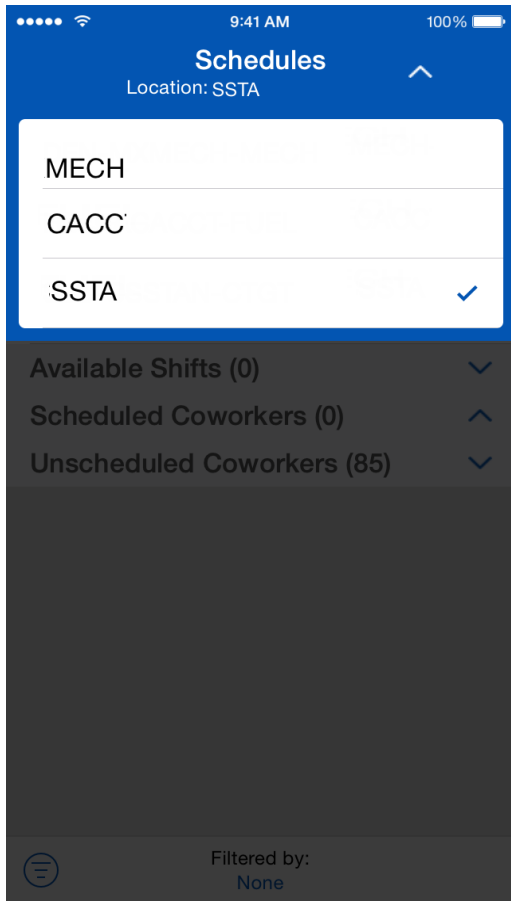 9:41 AM
100%
Schedules
Location: SSTA
MECH
CACC
SSTA
Available Shifts (0)
Scheduled Coworkers (0)
Unscheduled Coworkers (85)
Filtered by:
None